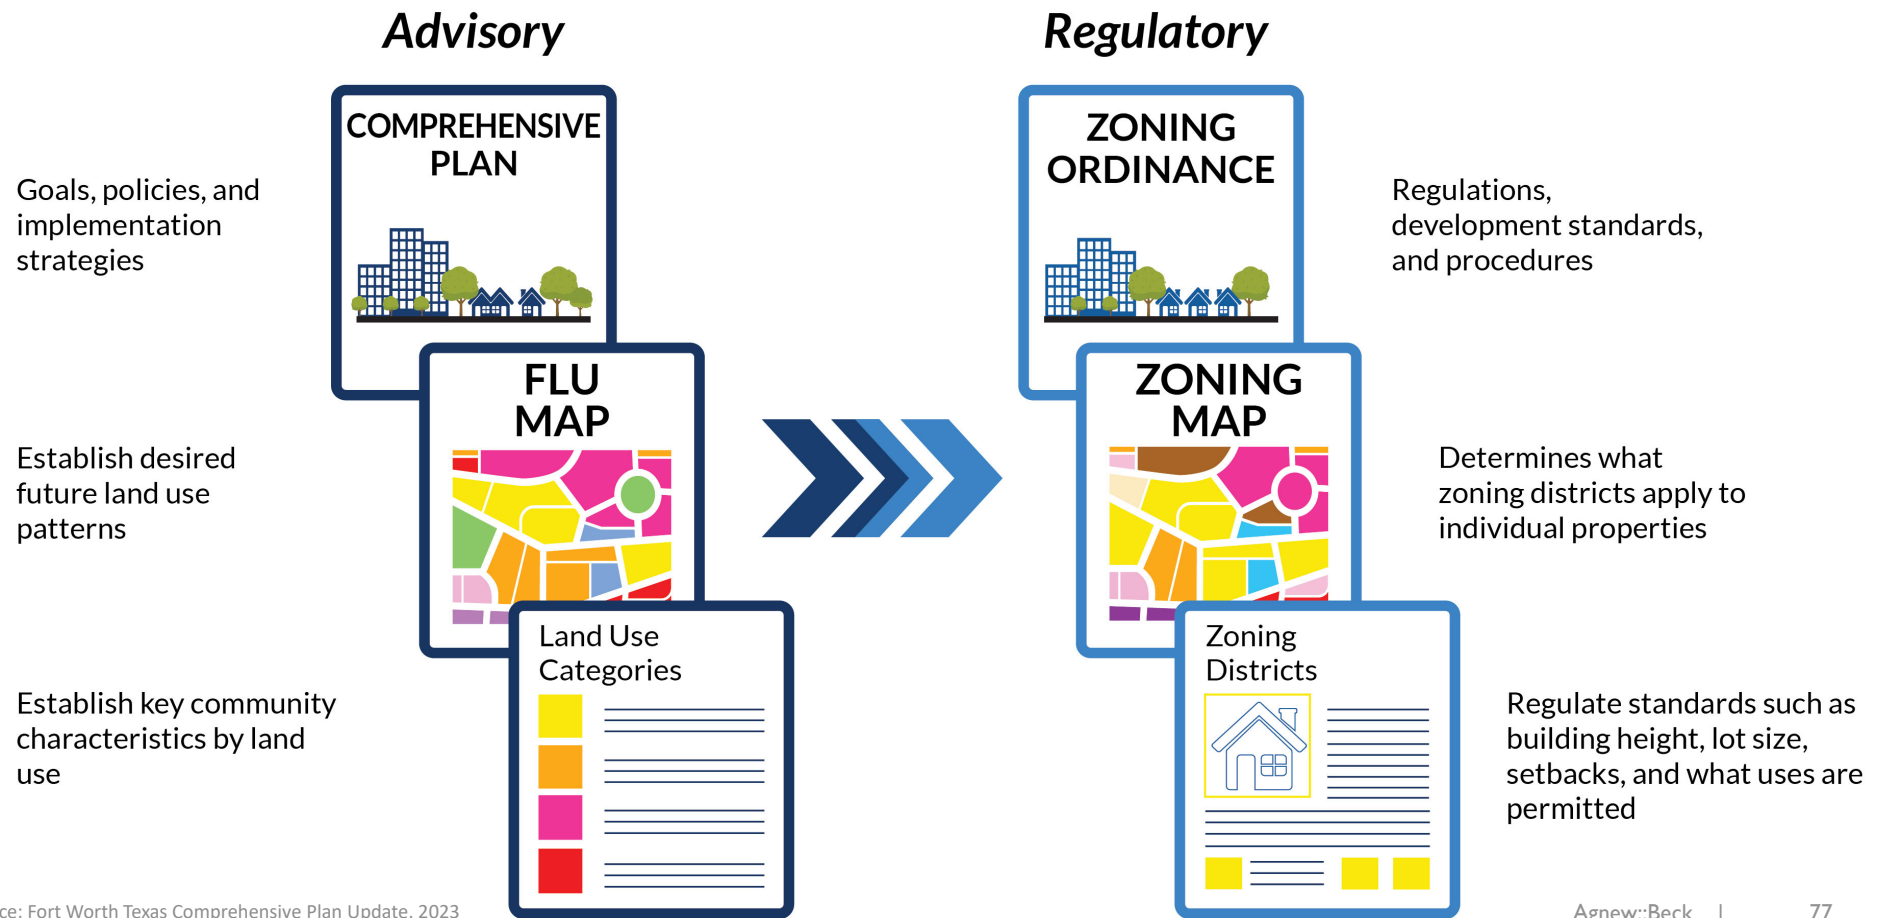 Advisory
Regulatory
COMPREHENSIVE
PLAN
ZONING
ORDINANCE
Goals, policies, and
implementation
strategies
Regulations,
development standards,
and procedures
FLU
MAP
ZONING
MAP
Establish desired
future land use
patterns
Determines what
zoning districts apply to
individual properties
Land Use
Categories
Zoning
Districts
Establish key community
characteristics by land
use
Regulate standards such as
building height, lot size,
setbacks, and what uses are
permitted
ce: Fort Worth Texas Comprehensive Plan Update, 2023
Agnew::Beck | 77